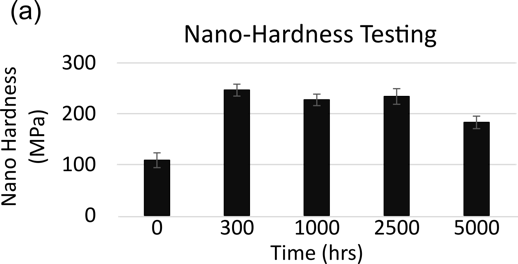 (a)
Nano-Hardness Testing
Nano Hardness
(MPa)
300
200
100
0
0 300 1000 2500 5000
Time (hrs)